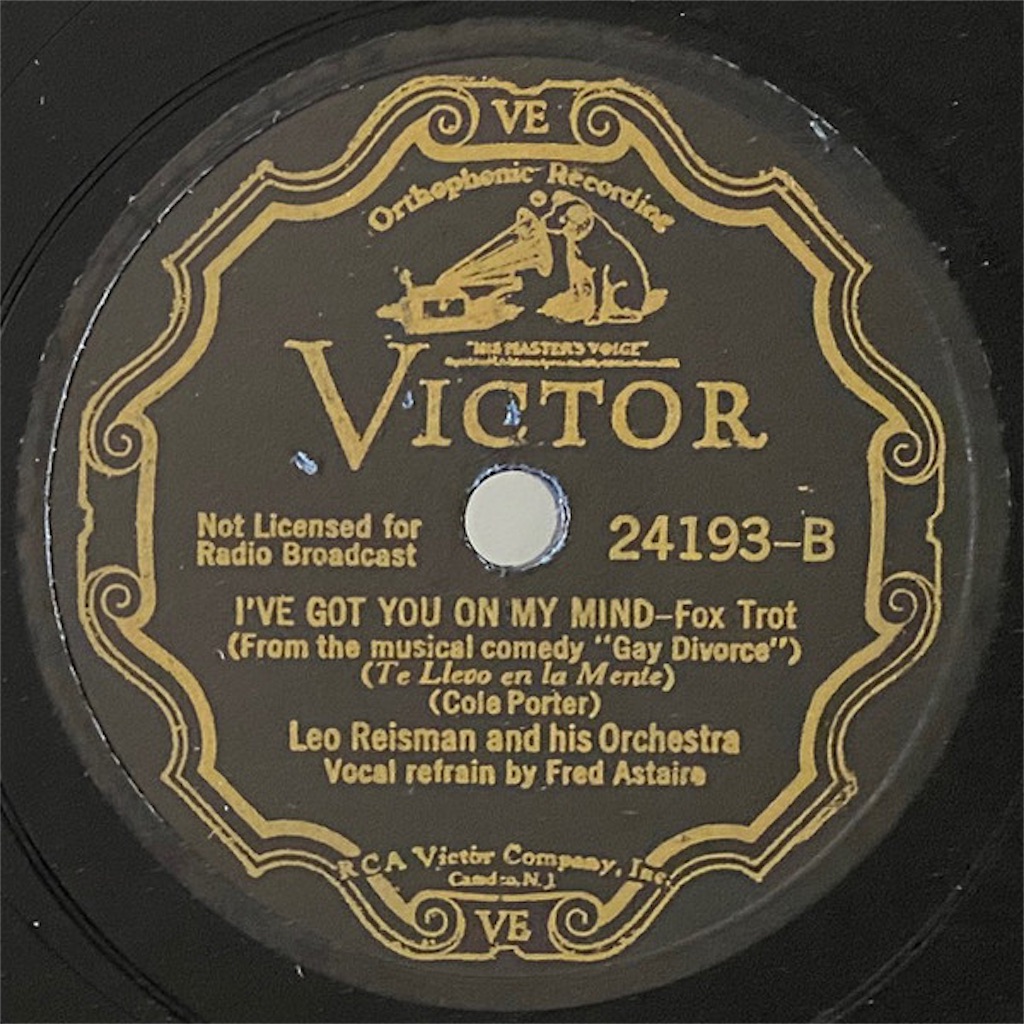 VE
Orthophonic Recording
"HIS MASTER'S VOICE"
VICTOR
Not Licensed for
Radio Broadcast
24193-B
I'VE GOT YOU ON MY MIND-Fox Trot
(From the musical comedy "Gay Divorce")
(Te Llevo en la Mente)
(Cole Porter)
Leo Reisman and his Orchestra
Vocal refrain by Fred Astaire
RCA Victor Company, Inc.
Camden, N.J.
VE